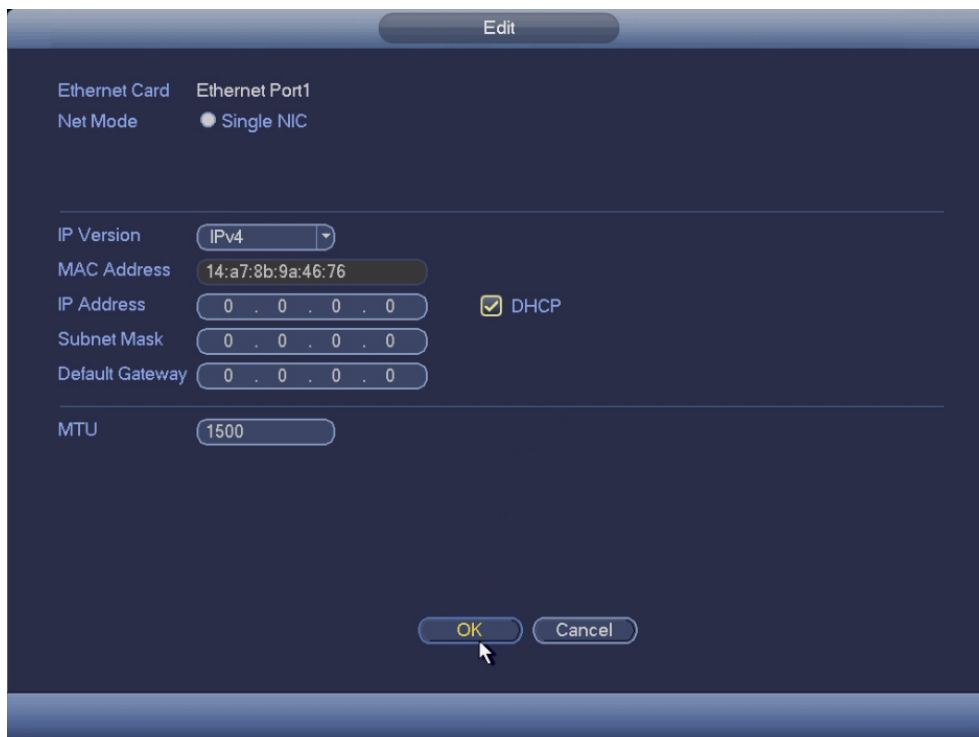 Edit
Ethernet Card Ethernet Port1
Net Mode Single NIC
IP Version IPv4
MAC Address 14:a7:8b:9a:46:76
IP Address 0 . 0 . 0 . 0 DHCP
Subnet Mask 0 . 0 . 0 . 0
Default Gateway 0 . 0 . 0 . 0
MTU 1500
OK Cancel